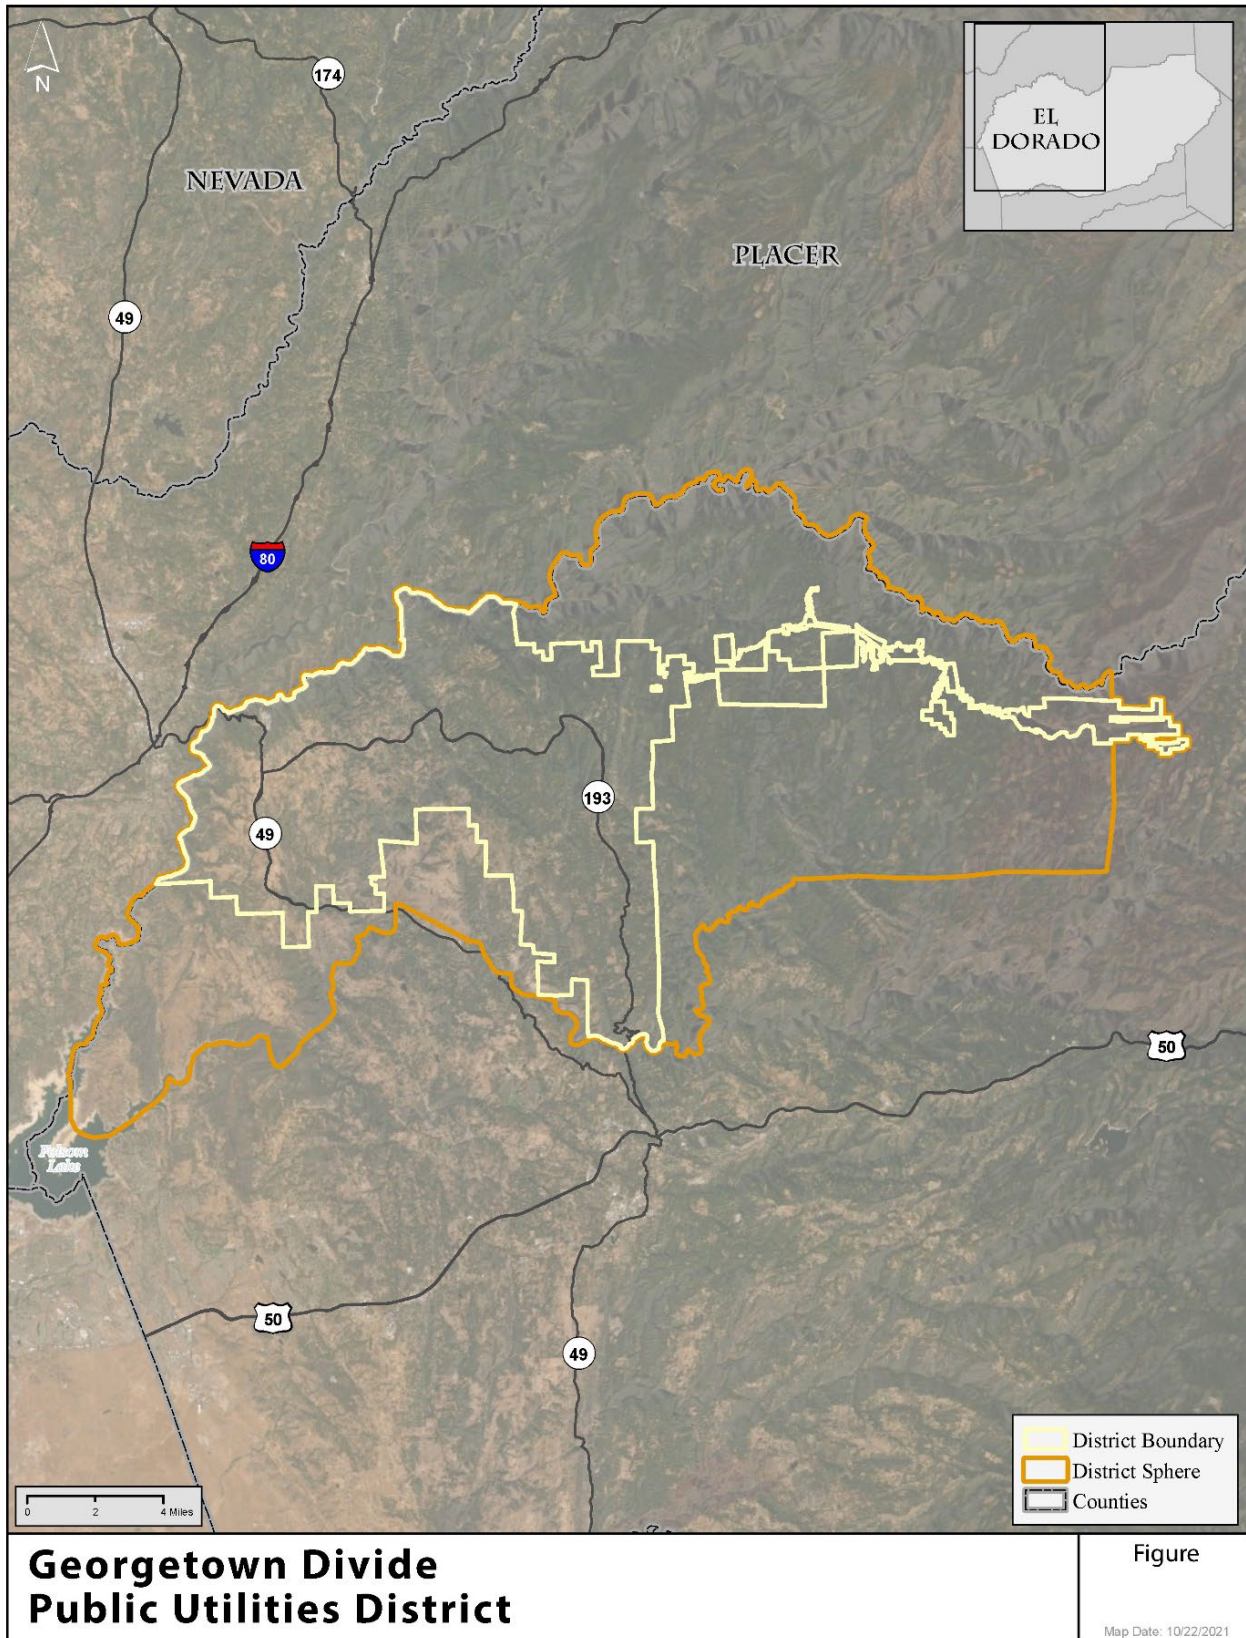 N
174
NEVADA
EL
DORADO
PLACER
49
80
193
49
50
Folsom
Lake
50
49
District Boundary
District Sphere
Counties
0 2 4 Miles
Georgetown Divide
Public Utilities District
Figure
Map Date: 10/22/2021